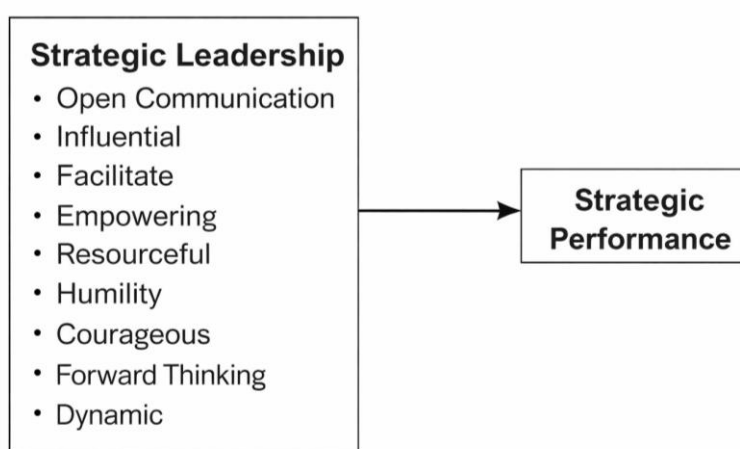 Strategic Leadership
• Open Communication
• Influential
• Facilitate
• Empowering
• Resourceful
• Humility
• Courageous
• Forward Thinking
• Dynamic
Strategic
Performance